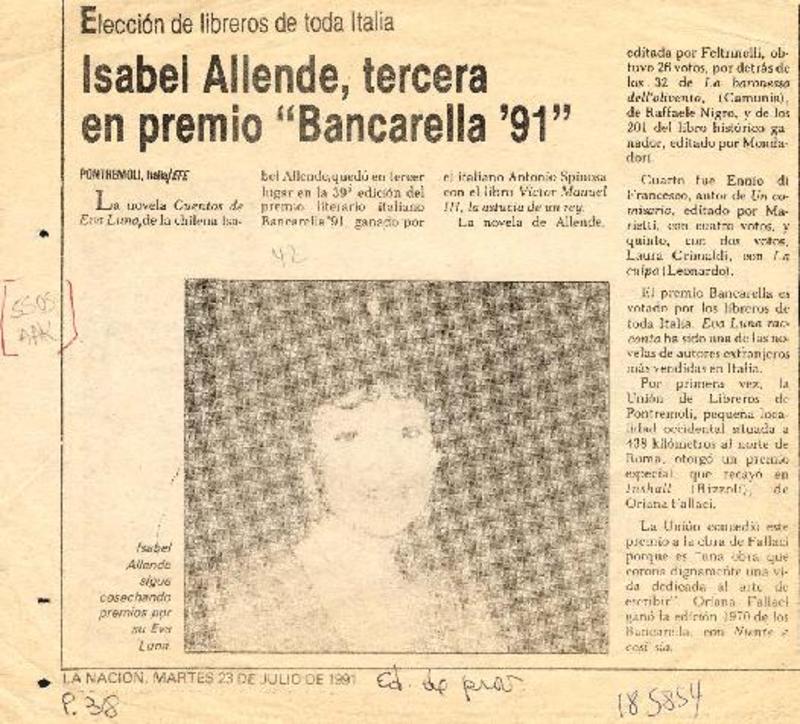 Elección de libreros de toda Italia
Isabel Allende, tercera
en premio “Bancarella ’91”
PONTREMOLI, Italia/EFE
La novela Cuentos de
Eva Luna, de la chilena Isa-
bel Allende, quedó en tercer
lugar en la 39ª edición del
premio literario italiano
Bancarella '91, ganado por
el italiano Antonio Spinosa
con el libro Víctor Manuel
III, la astucia de un rey.
La novela de Allende,
editada por Feltrinelli, ob-
tuvo 26 votos, por detrás de
los 32 de La baronessa
dell'olivento, (Camunia),
de Raffaele Nigro, y de los
201 del libro histórico ga-
nador, editado por Monda-
dori.
Cuarto fue Ennio di
Francesco, autor de Un co-
misario, editado por Ma-
rietti, con cuatro votos, y
quinto, con dos votos,
Laura Grimaldi, con La
colpa (Leonardo).
El premio Bancarella es
votado por los libreros de
toda Italia. Eva Luna rac-
conta ha sido una de las no-
velas de autores extranjeros
más vendidas en Italia.
Por primera vez, la
Unión de Libreros de
Pontremoli, pequeña loca-
lidad occidental situada a
438 kilómetros al norte de
Roma, otorgó un premio
especial, que recayó en
Inshall (Rizzoli), de
Oriana Fallaci.
La Unión concedió este
premio a la obra de Fallaci
porque es "una obra que
corona dignamente una vi-
da dedicada al arte de
escribir". Oriana Fallaci
ganó la edición 1970 de los
Bancarella, con Niente e
così sia.
42
5505
APK
Isabel
Allende
sigue
cosechando
premios por
su Eva
Luna.
LA NACION, MARTES 23 DE JULIO DE 1991
Ed. de prov
P. 38
185854